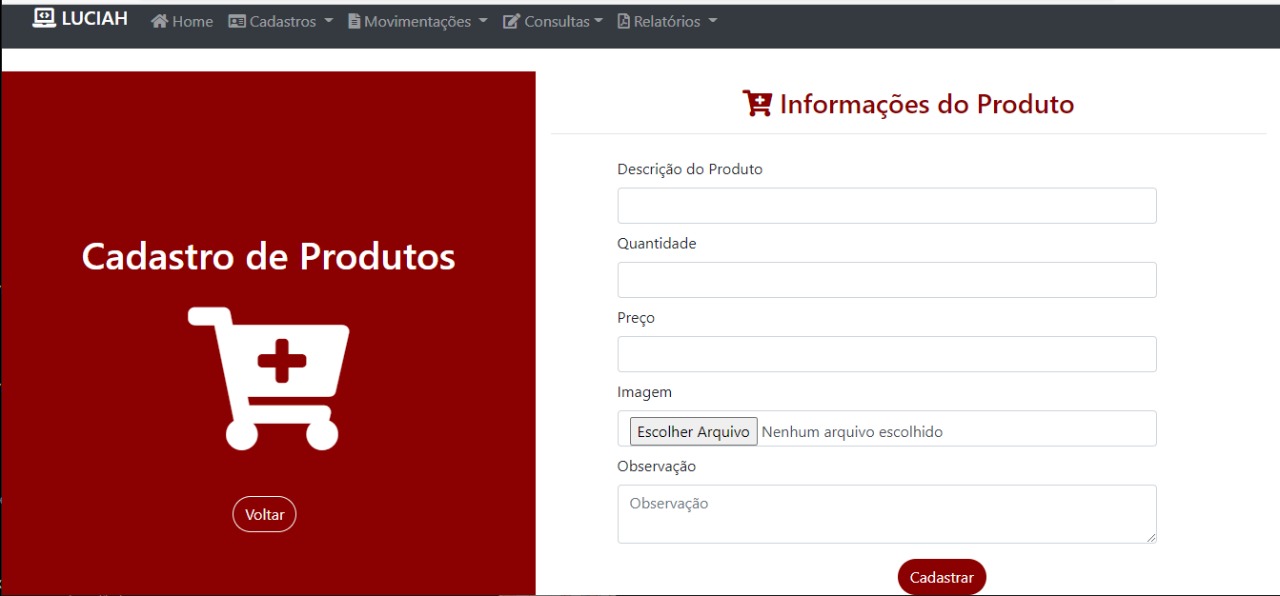 LUCIAH Home Cadastros Movimentações Consultas Relatórios
Cadastro de Produtos
Voltar
Informações do Produto
Descrição do Produto
Quantidade
Preço
Imagem
Escolher Arquivo Nenhum arquivo escolhido
Observação
Observação
Cadastrar